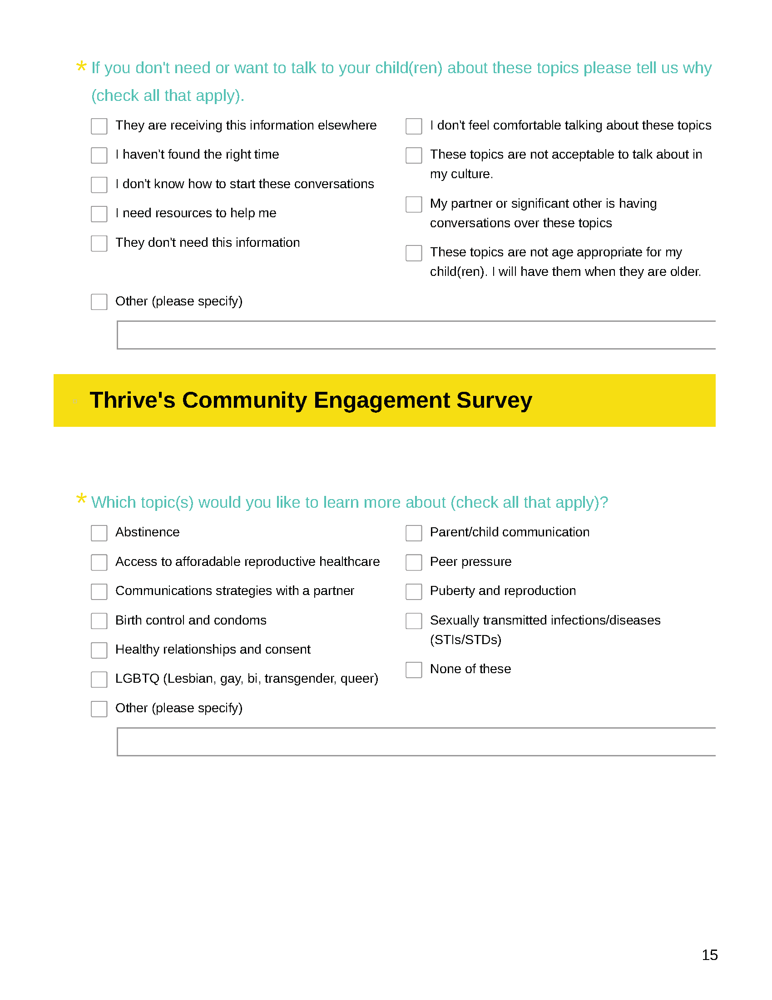 * If you don't need or want to talk to your child(ren) about these topics please tell us why
(check all that apply).
They are receiving this information elsewhere
I haven't found the right time
I don't know how to start these conversations
I need resources to help me
They don't need this information
I don't feel comfortable talking about these topics
These topics are not acceptable to talk about in
my culture.
My partner or significant other is having
conversations over these topics
These topics are not age appropriate for my
child(ren). I will have them when they are older.
Other (please specify)
Thrive's Community Engagement Survey
* Which topic(s) would you like to learn more about (check all that apply)?
Abstinence
Access to afforadable reproductive healthcare
Communications strategies with a partner
Birth control and condoms
Healthy relationships and consent
LGBTQ (Lesbian, gay, bi, transgender, queer)
Parent/child communication
Peer pressure
Puberty and reproduction
Sexually transmitted infections/diseases
(STIs/STDs)
None of these
Other (please specify)
15